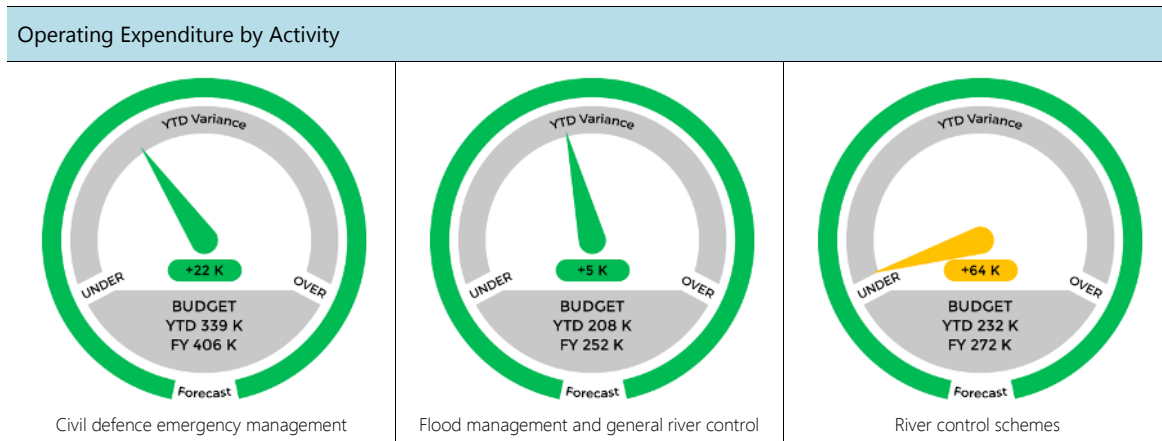 Operating Expenditure by Activity
YTD Variance
+22 K
UNDER
OVER
BUDGET
YTD 339 K
FY 406 K
Forecast
Civil defence emergency management
YTD Variance
+5 K
UNDER
OVER
BUDGET
YTD 208 K
FY 252 K
Forecast
Flood management and general river control
YTD Variance
+64 K
UNDER
OVER
BUDGET
YTD 232 K
FY 272 K
Forecast
River control schemes